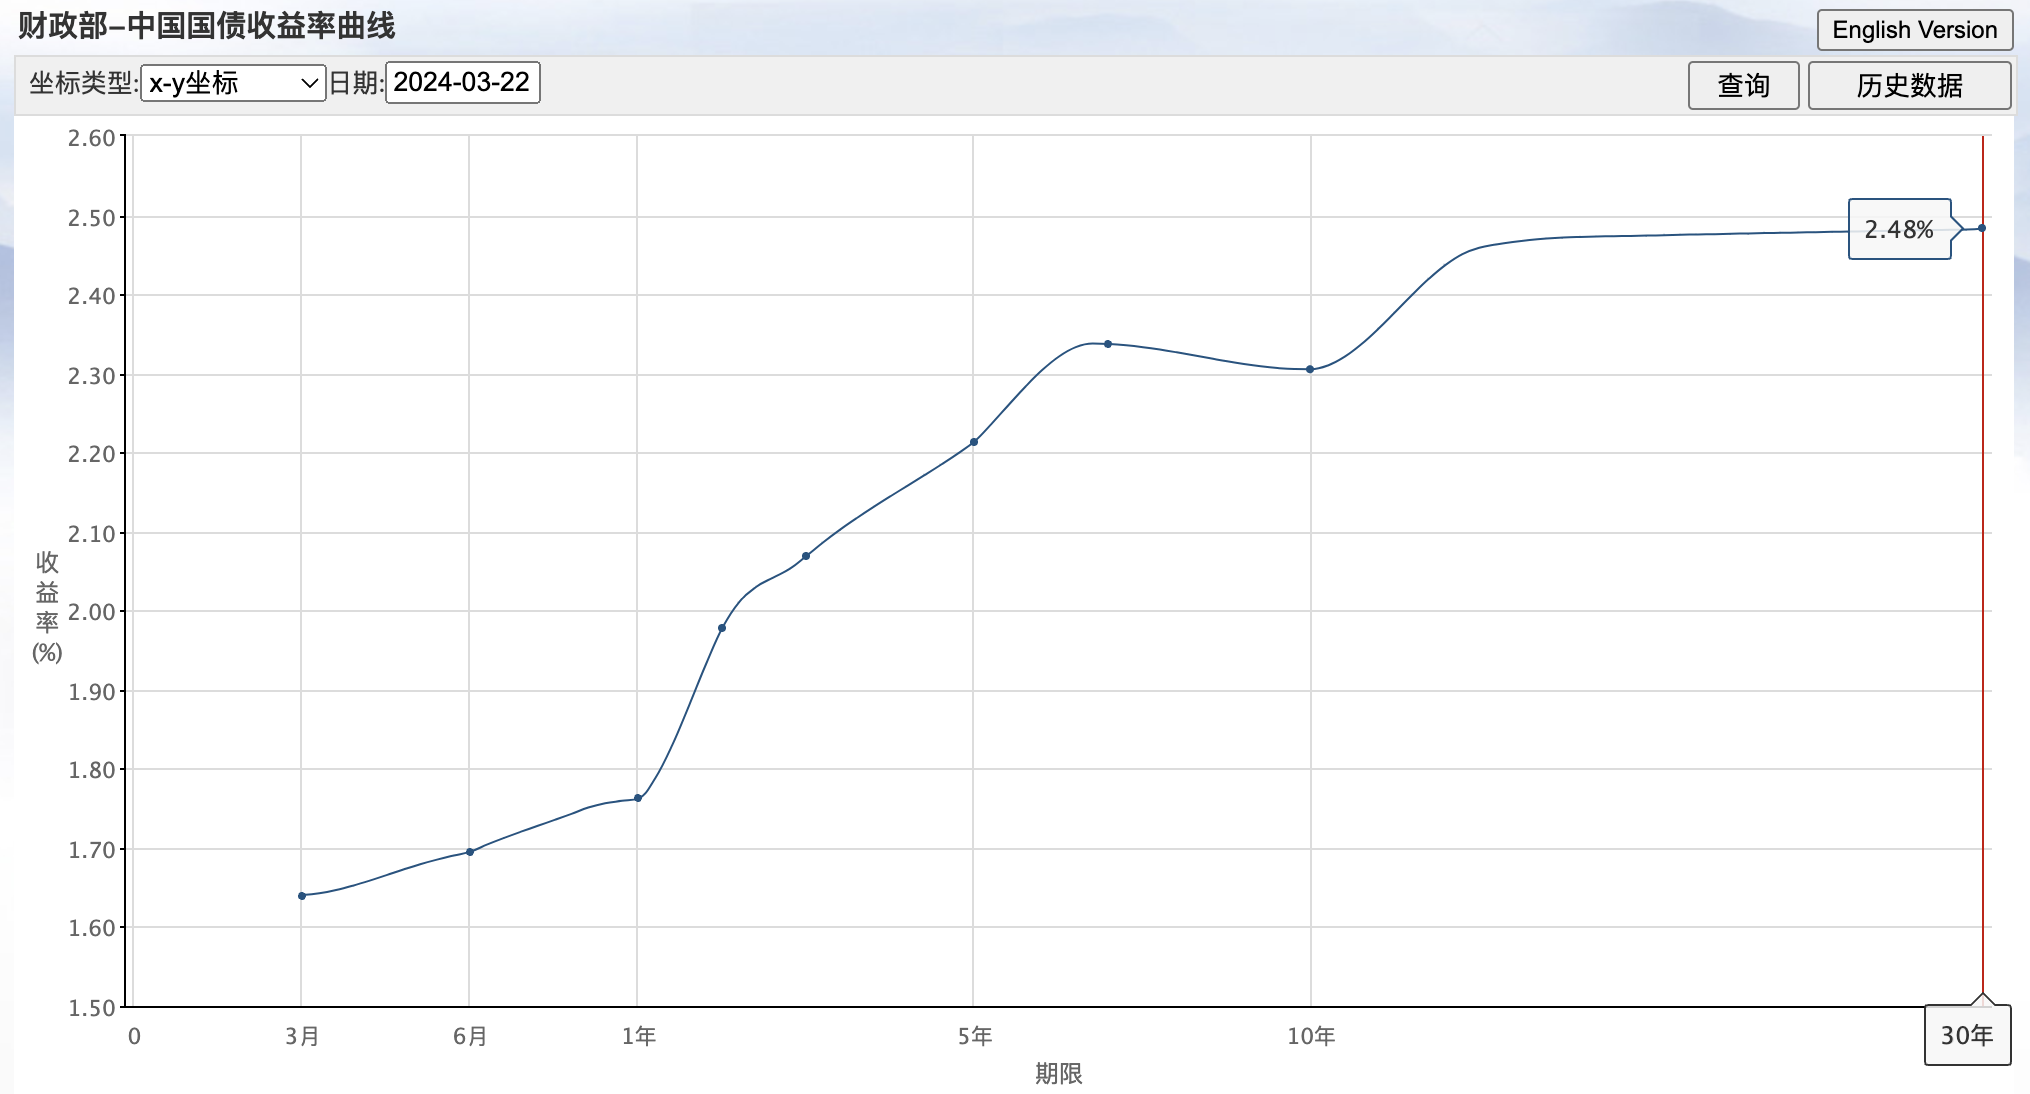 财政部-中国国债收益率曲线
English Version
坐标类型: x-y坐标 日期: 2024-03-22 查询 历史数据
2.60
2.50
2.48%
2.40
2.30
2.20
2.10
2.00
1.90
1.80
1.70
1.60
1.50
收益率(%)
0 3月 6月 1年 5年 10年 30年
期限